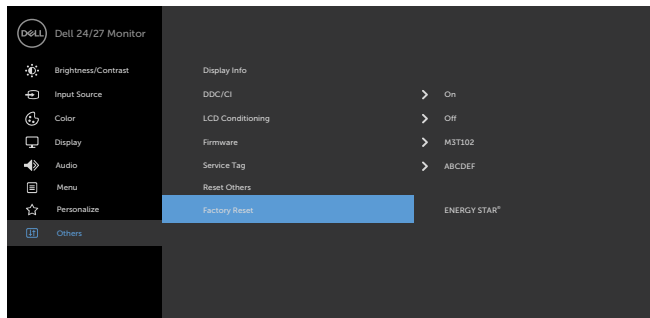 DELL Dell 24/27 Monitor
Brightness/Contrast Display Info
Input Source DDC/CI On
Color LCD Conditioning Off
Display Firmware M3T102
Audio Service Tag ABCDEF
Menu Reset Others
Personalize Factory Reset ENERGY STAR®
Others